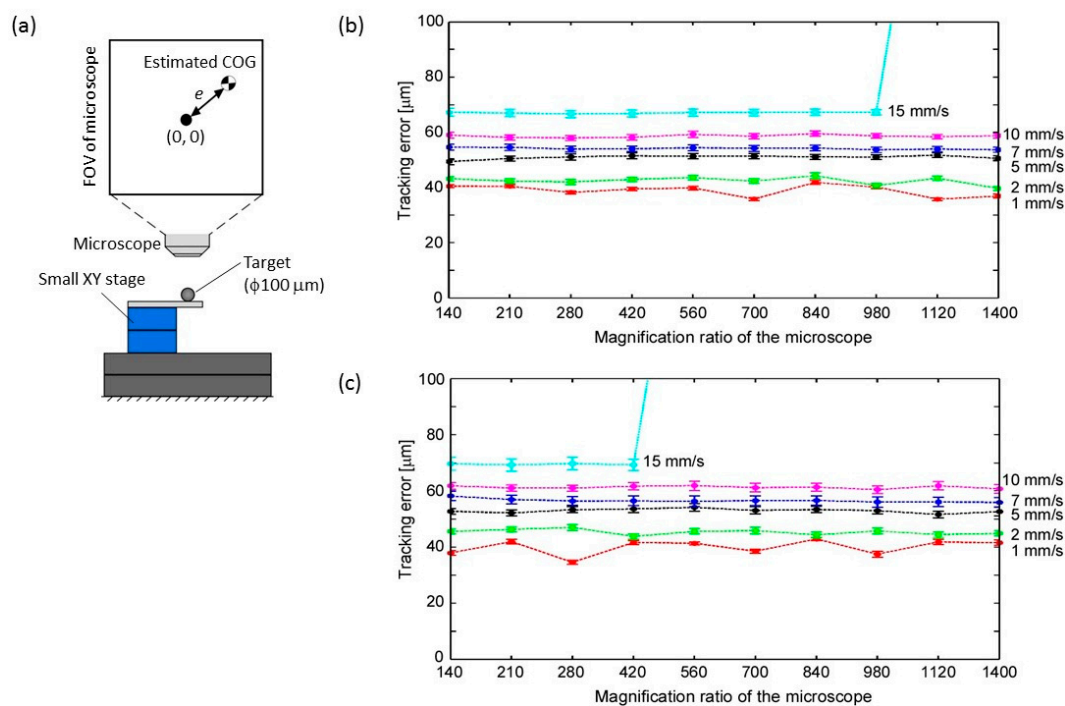 (a)
FOV of microscope
Estimated COG
e
(0, 0)
Microscope
Small XY stage
Target
(ϕ100 μm)
(b)
Tracking error [μm]
100
80
60
40
20
0
15 mm/s
10 mm/s
7 mm/s
5 mm/s
2 mm/s
1 mm/s
140 210 280 420 560 700 840 980 1120 1400
Magnification ratio of the microscope
(c)
Tracking error [μm]
100
80
60
40
20
0
15 mm/s
10 mm/s
7 mm/s
5 mm/s
2 mm/s
1 mm/s
140 210 280 420 560 700 840 980 1120 1400
Magnification ratio of the microscope